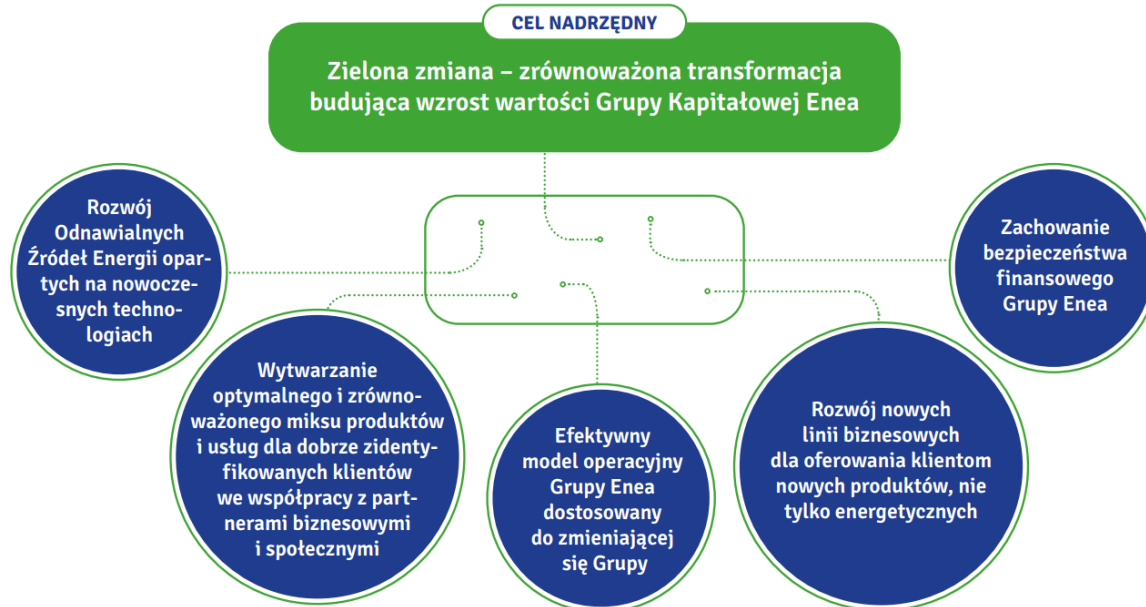 CEL NADRZĘDNY
Zielona zmiana – zrównoważona transformacja
budująca wzrost wartości Grupy Kapitałowej Enea
Rozwój
Odnawialnych
Źródeł Energii opar-
tych na nowocze-
snych techno-
logiach
Wytwarzanie
optymalnego i zrówno-
ważonego miksu produktów
i usług dla dobrze zidenty-
fikowanych klientów
we współpracy z part-
nerami biznesowymi
i społecznymi
Efektywny
model operacyjny
Grupy Enea
dostosowany
do zmieniającej
się Grupy
Rozwój nowych
linii biznesowych
dla oferowania klientom
nowych produktów, nie
tylko energetycznych
Zachowanie
bezpieczeństwa
finansowego
Grupy Enea